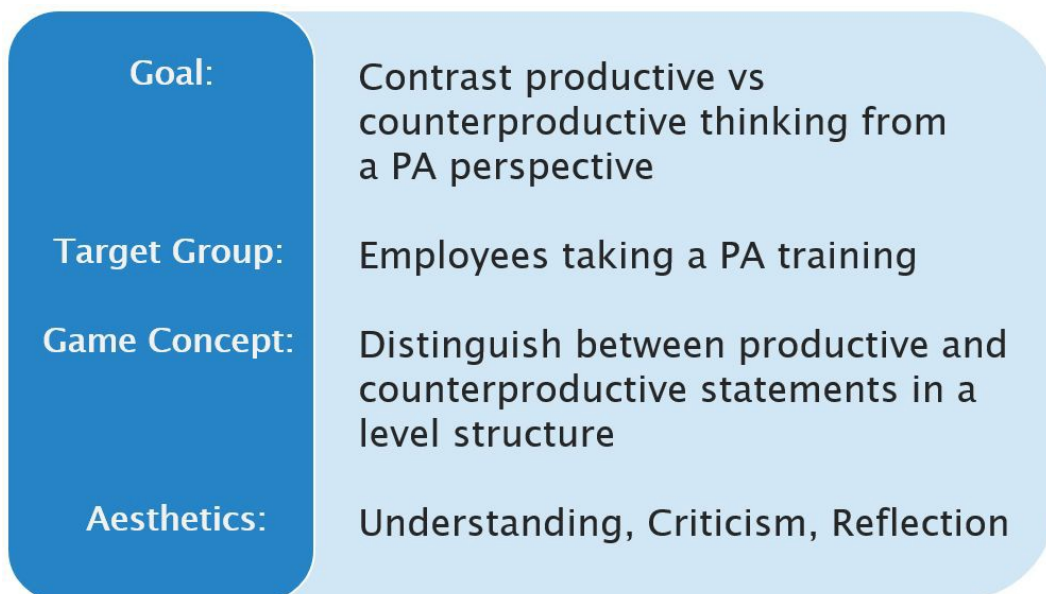 Goal:
Contrast productive vs
counterproductive thinking from
a PA perspective
Target Group:
Employees taking a PA training
Game Concept:
Distinguish between productive and
counterproductive statements in a
level structure
Aesthetics:
Understanding, Criticism, Reflection